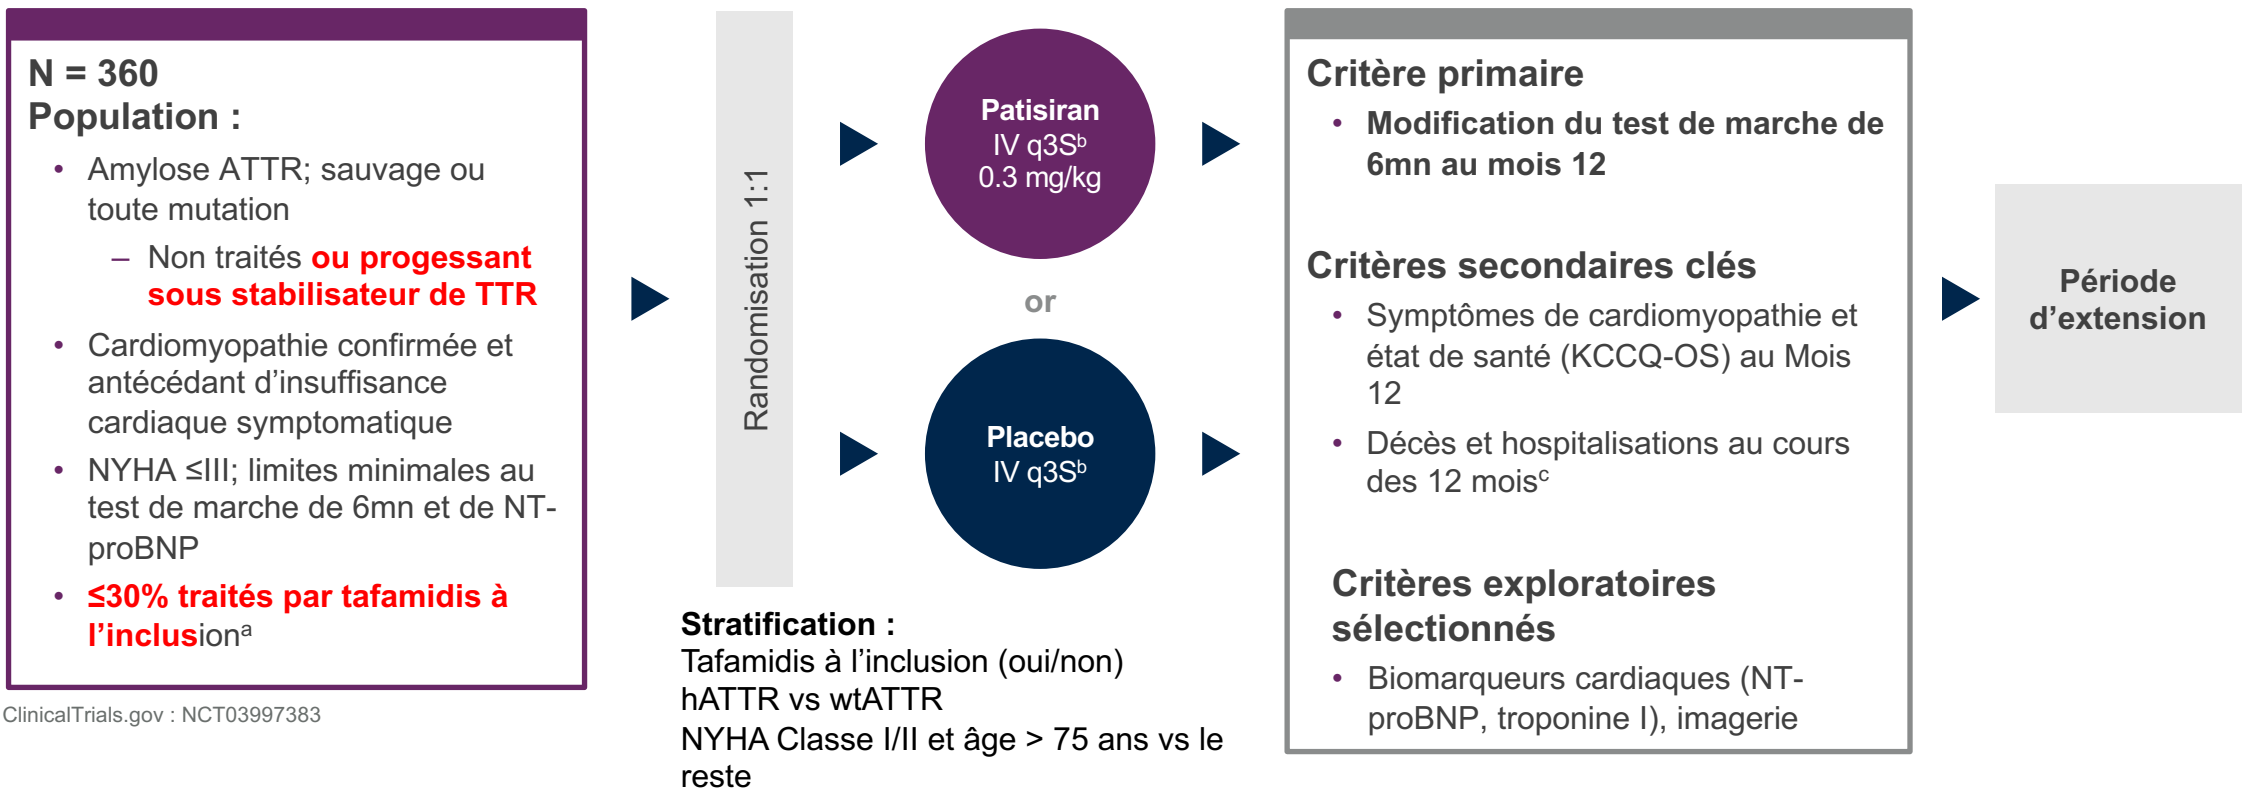 N = 360
Population :
• Amylose ATTR; sauvage ou
toute mutation
– Non traités ou progessant
sous stabilisateur de TTR
• Cardiomyopathie confirmée et
antécédant d’insuffisance
cardiaque symptomatique
• NYHA ≤III; limites minimales au
test de marche de 6mn et de NT-
proBNP
• ≤30% traités par tafamidis à
l’inclusionᵃ
ClinicalTrials.gov : NCT03997383
Randomisation 1:1
Stratification :
Tafamidis à l’inclusion (oui/non)
hATTR vs wtATTR
NYHA Classe I/II et âge > 75 ans vs le
reste
Patisiran
IV q3Sᵇ
0.3 mg/kg
or
Placebo
IV q3Sᵇ
Critère primaire
• Modification du test de marche de
6mn au mois 12
Critères secondaires clés
• Symptômes de cardiomyopathie et
état de santé (KCCQ-OS) au Mois
12
• Décès et hospitalisations au cours
des 12 moisᶜ
Critères exploratoires
sélectionnés
• Biomarqueurs cardiaques (NT-
proBNP, troponine I), imagerie
Période
d’extension